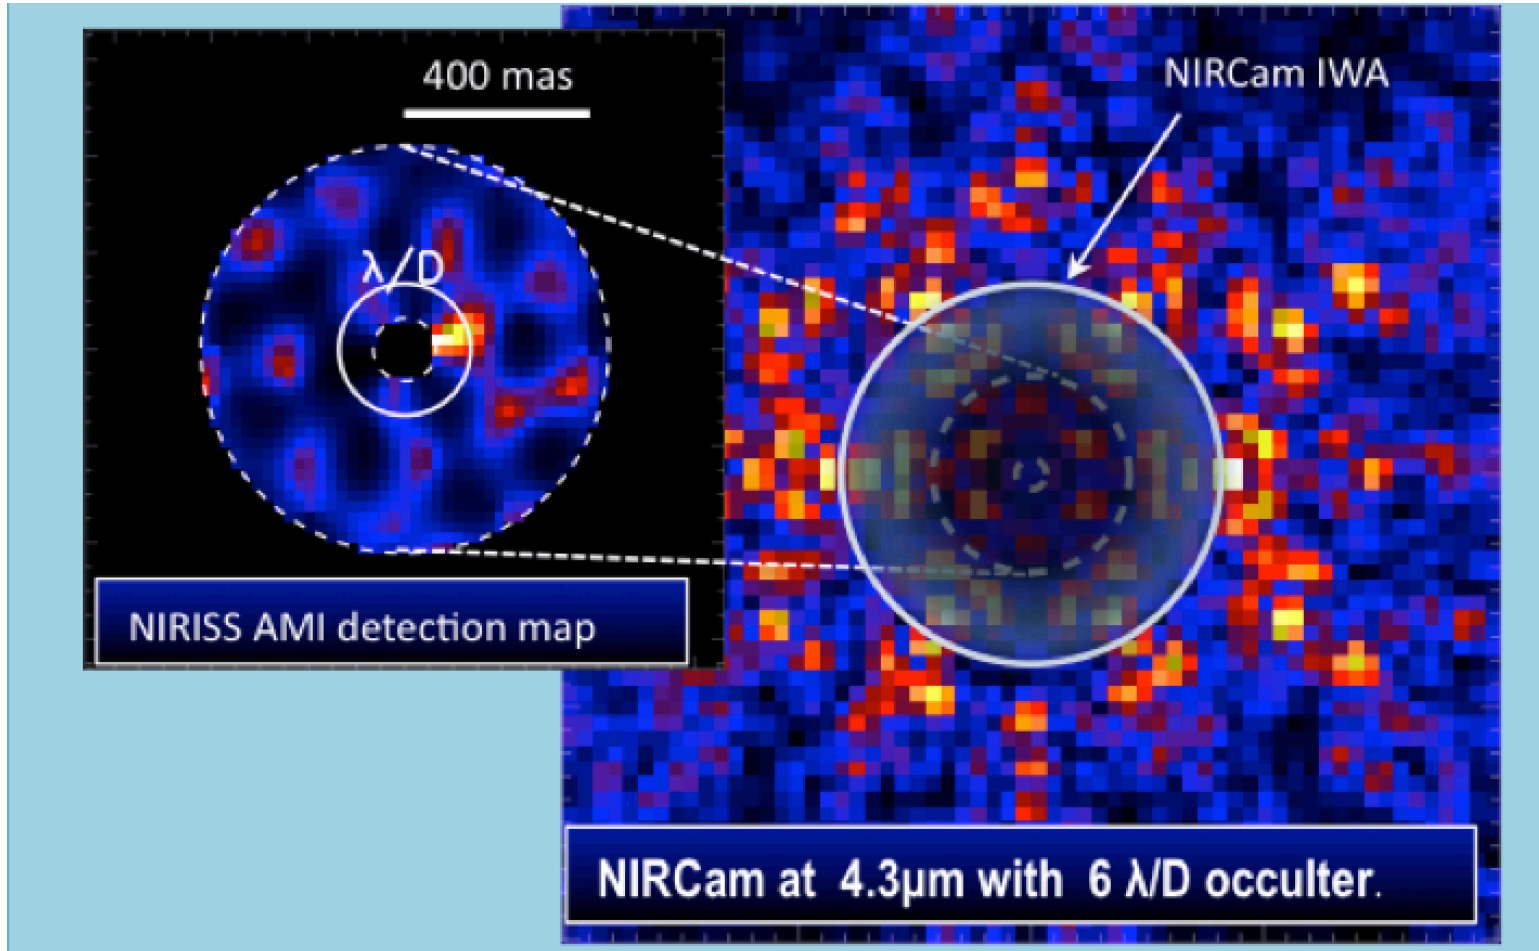 400 mas
NIRCam IWA
λ/D
NIRISS AMI detection map
NIRCam at 4.3μm with 6 λ/D occulter.